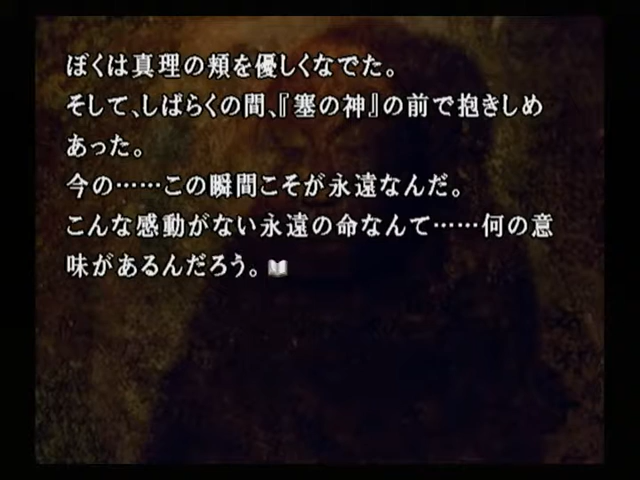 ぼくは真理の頬を優しくなでた。
そして、しばらくの間、『塞の神』の前で抱きしめ
あった。
今の……この瞬間こそが永遠なんだ。
こんな感動がない永遠の命なんて……何の意
味があるんだろう。